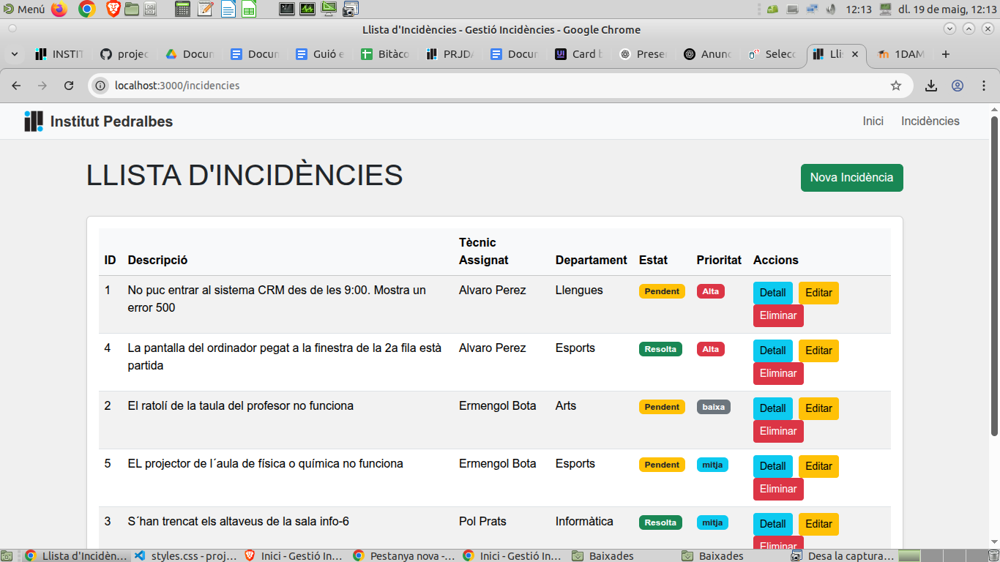 Menú 12:13 dl. 19 de maig, 12:13
Llista d'Incidències - Gestió Incidències - Google Chrome
INSTIT projec Docun Docun Guió e Bitàco PRJDA Docun Card b Preser Anunc Selecc Llis 1DAM
localhost:3000/incidencies
Institut Pedralbes Inici Incidències
LLISTA D'INCIDÈNCIES Nova Incidència
Tècnic
ID Descripció Assignat Departament Estat Prioritat Accions
1 No puc entrar al sistema CRM des de les 9:00. Mostra un Alvaro Perez Llengues Pendent Alta Detall Editar
error 500 Eliminar
4 La pantalla del ordinador pegat a la finestra de la 2a fila està Alvaro Perez Esports Resolta Alta Detall Editar
partida Eliminar
2 El ratolí de la taula del profesor no funciona Ermengol Bota Arts Pendent baixa Detall Editar
Eliminar
5 EL projector de l´aula de física o química no funciona Ermengol Bota Esports Pendent mitja Detall Editar
Eliminar
3 S´han trencat els altaveus de la sala info-6 Pol Prats Informàtica Resolta mitja Detall Editar
Eliminar
Llista d'Incidèn... styles.css - proj... Inici - Gestió In... Pestanya nova -... Inici - Gestió In... Baixades Baixades Desa la captura...